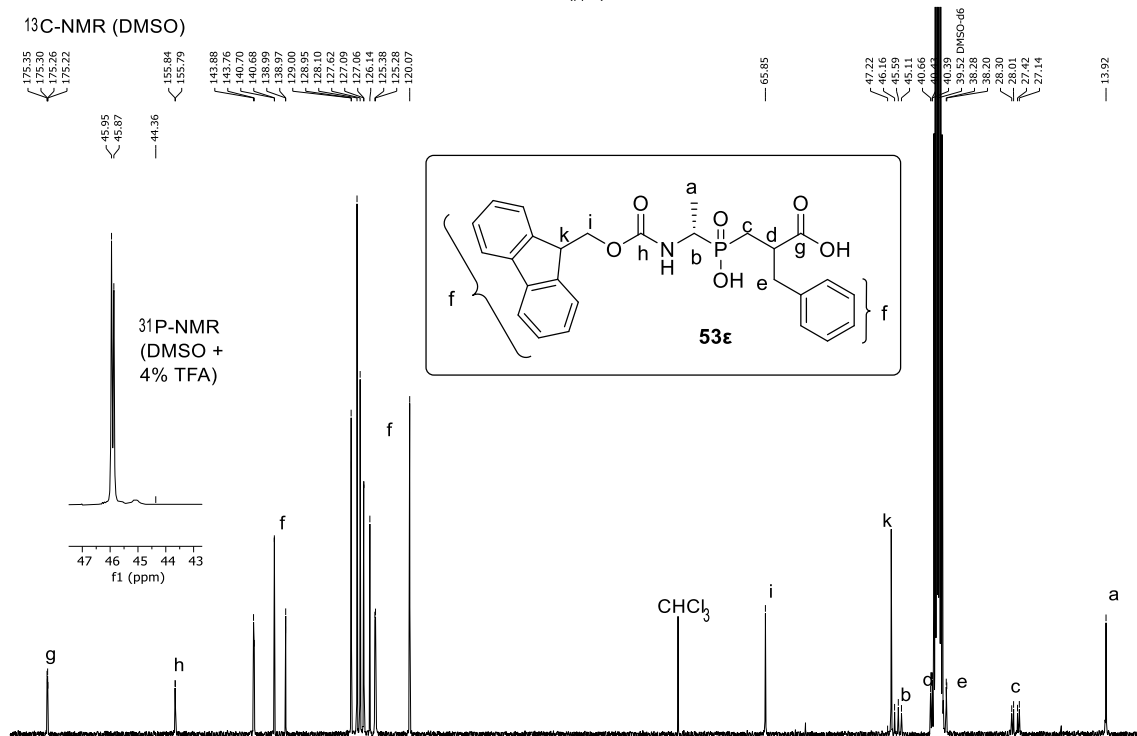 13C-NMR (DMSO)
175.35
175.30
175.26
175.22
155.84
155.79
143.88
143.76
140.70
140.68
138.99
138.97
129.00
128.95
128.10
127.62
127.09
127.06
126.14
125.38
125.28
120.07
65.85
47.22
46.16
45.59
45.11
40.66
40.39
39.52 DMSO-d6
38.28
38.20
28.30
28.01
27.42
27.14
13.92
45.95
45.87
44.36
31P-NMR
(DMSO +
4% TFA)
47 46 45 44 43
f1 (ppm)
f
k
i
O
O
h
N
H
a
b
O
P
OH
c
d
e
O
g
OH
f
53ε
g
h
f
f
CHCl3
i
k
b
d
e
c
a